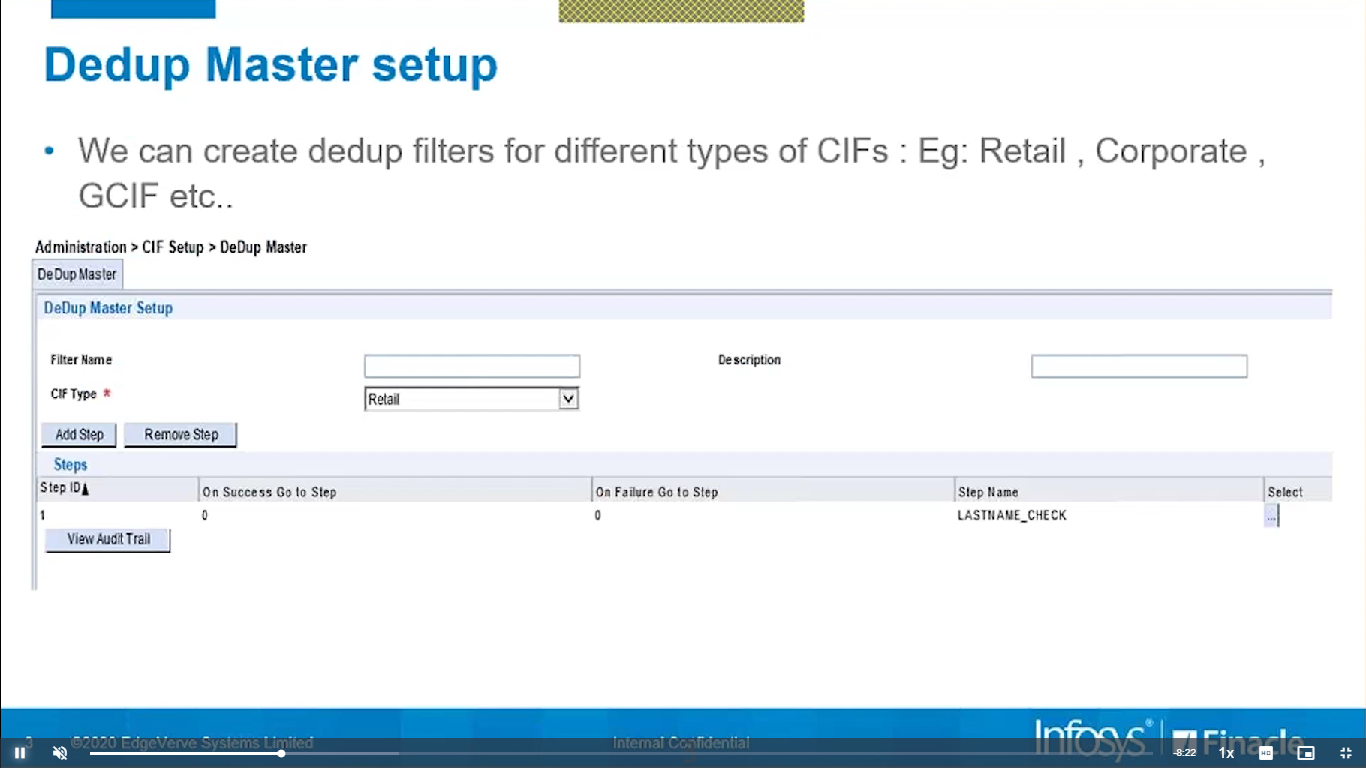 Dedup Master setup
• We can create dedup filters for different types of CIFs : Eg: Retail , Corporate ,
GCIF etc..
Administration > CIF Setup > DeDup Master
DeDup Master
DeDup Master Setup
Filter Name
Description
CIF Type *
Retail
Add Step Remove Step
Steps
Step ID▲ On Success Go to Step On Failure Go to Step Step Name Select
1 0 0 LASTNAME_CHECK ...
View Audit Trail
3 ©2020 EdgeVerve Systems Limited Internal Confidential Infosys® | Finacle
-8:22 1x HD